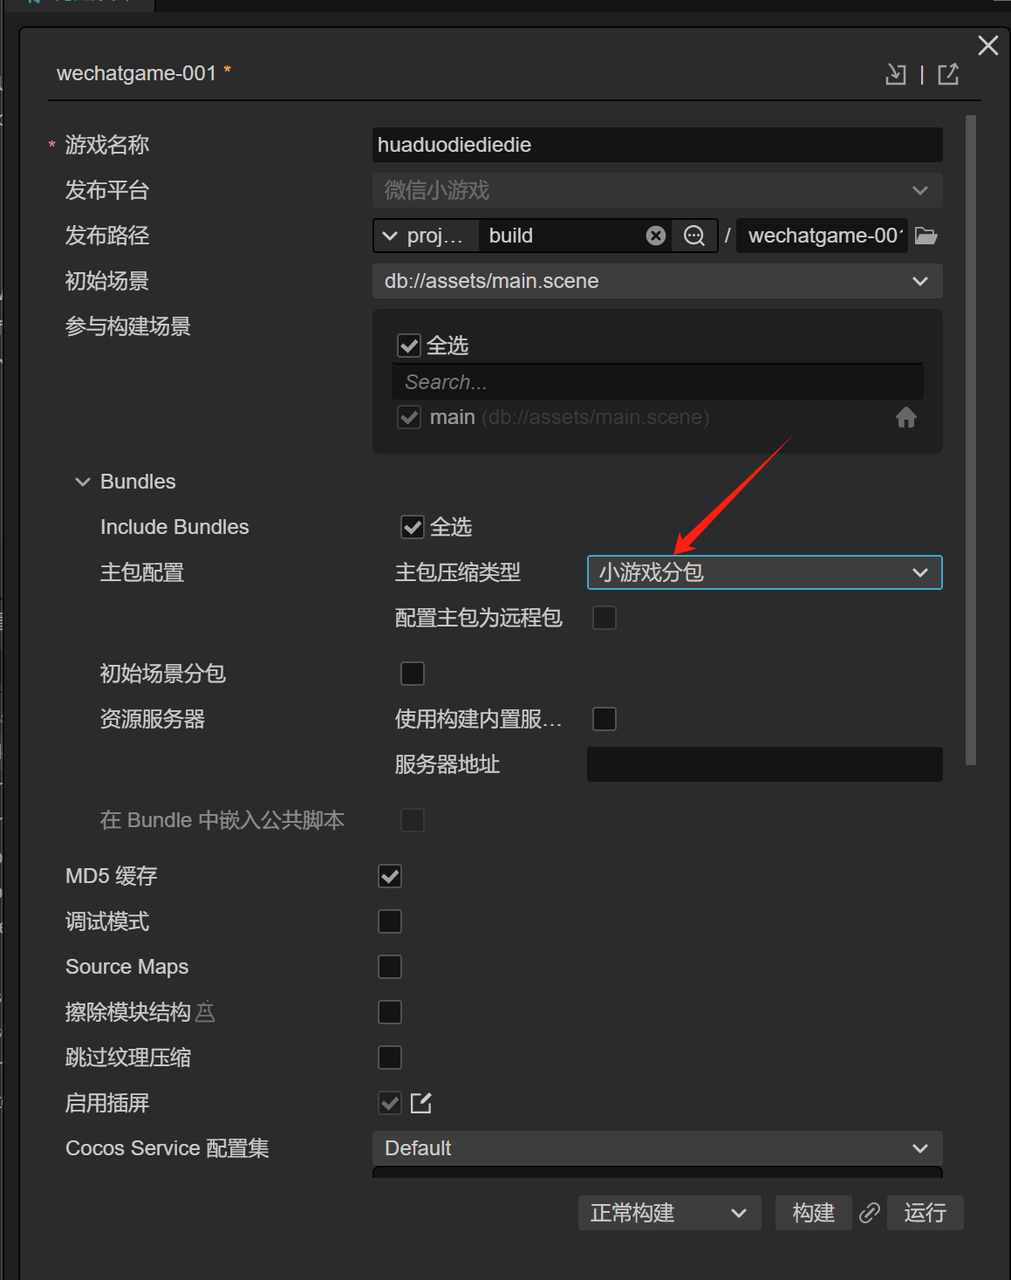 wechatgame-001 *
* 游戏名称 huaduodiediedie
发布平台 微信小游戏
发布路径 proj... build / wechatgame-001
初始场景 db://assets/main.scene
参与构建场景
全选
Search...
main (db://assets/main.scene)
Bundles
Include Bundles 全选
主包配置 主包压缩类型 小游戏分包
配置主包为远程包
初始场景分包
资源服务器 使用构建内置服...
服务器地址
在 Bundle 中嵌入公共脚本
MD5 缓存
调试模式
Source Maps
擦除模块结构
跳过纹理压缩
启用插屏
Cocos Service 配置集 Default
正常构建 构建 运行